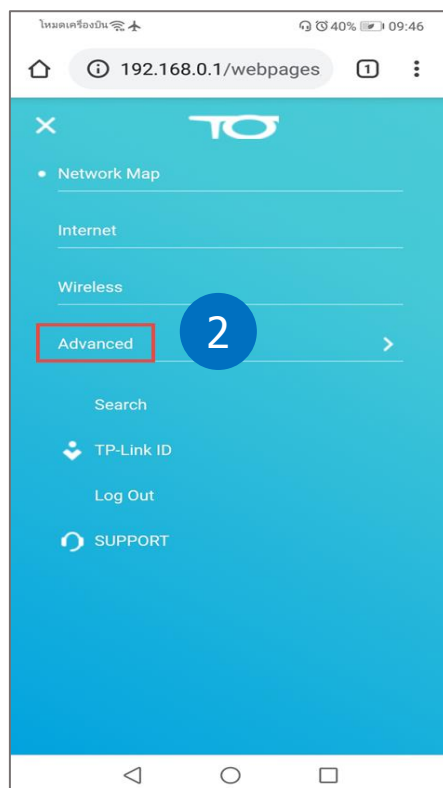 โหมดเครื่องบิน 40% 09:46
192.168.0.1/webpages 1
TOT
Network Map
Internet
Wireless
Advanced 2
Search
TP-Link ID
Log Out
SUPPORT